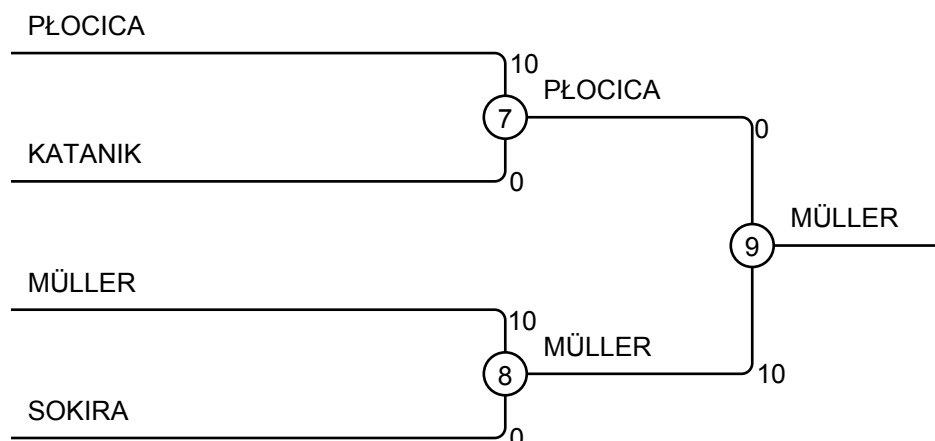 PŁOCICA
10
7
PŁOCICA
KATANIK
0
0
9
MÜLLER
MÜLLER
10
8
MÜLLER
10
SOKIRA
0